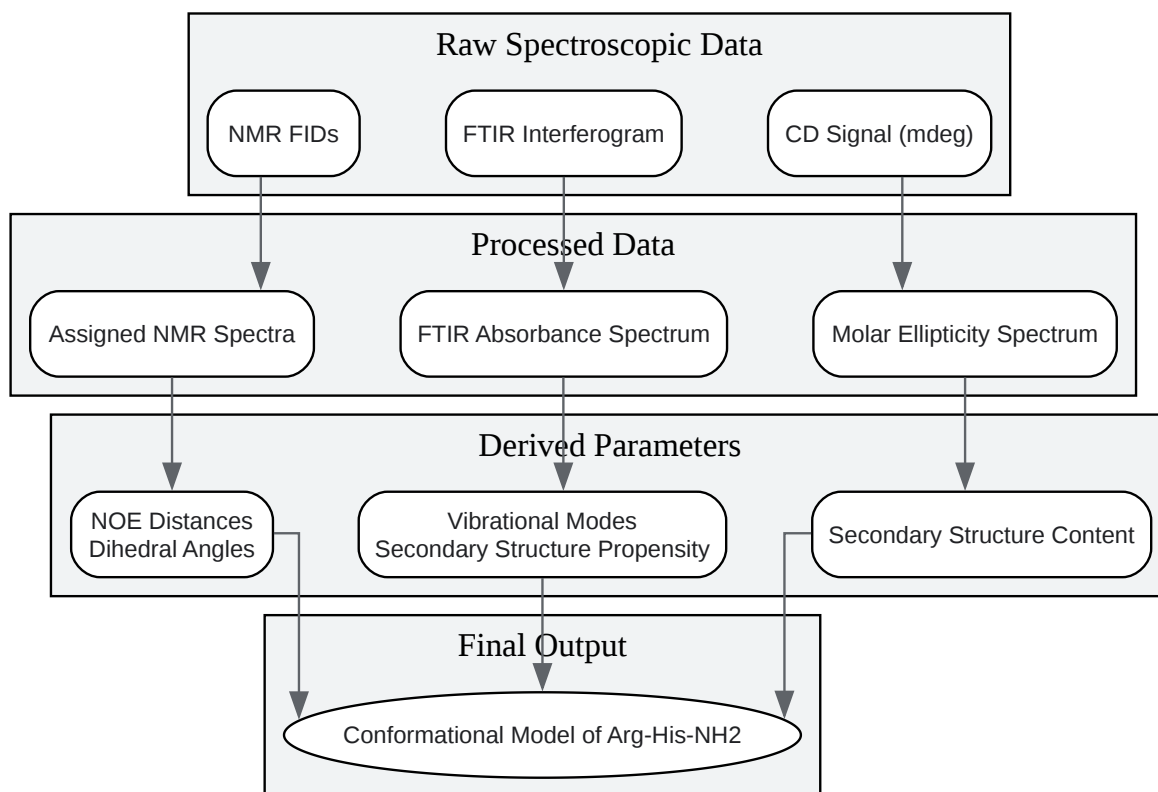 Raw Spectroscopic Data
NMR FIDs
FTIR Interferogram
CD Signal (mdeg)
Processed Data
Assigned NMR Spectra
FTIR Absorbance Spectrum
Molar Ellipticity Spectrum
Derived Parameters
NOE Distances
Dihedral Angles
Vibrational Modes
Secondary Structure Propensity
Secondary Structure Content
Final Output
Conformational Model of Arg-His-NH2